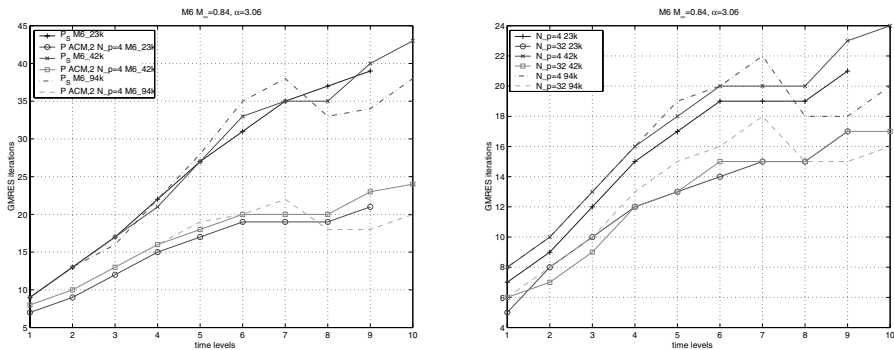 M6 M_=0.84, α=3.06
45
40
35
30
25
20
15
10
5
GMRES iterations
P_S M6_23k
P ACM,2 N_p=4 M6_23k
P_S M6_42k
P ACM,2 N_p=4 M6_42k
P_S M6_94k
P ACM,2 N_p=4 M6_94k
1 2 3 4 5 6 7 8 9 10
time levels
M6 M_=0.84, α=3.06
24
22
20
18
16
14
12
10
8
6
4
GMRES iterations
N_p=4 23k
N_p=32 23k
N_p=4 42k
N_p=32 42k
N_p=4 94k
N_p=32 94k
1 2 3 4 5 6 7 8 9 10
time levels